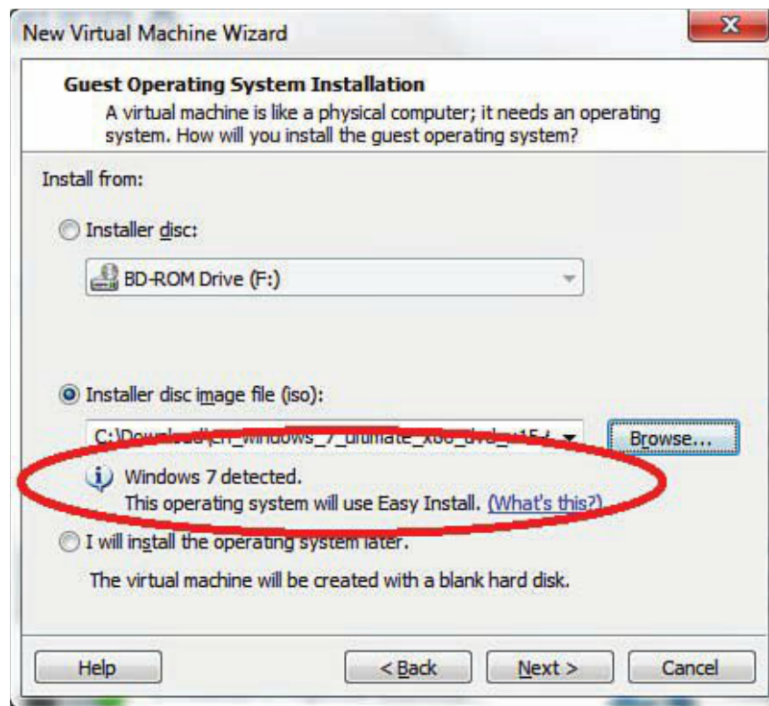 New Virtual Machine Wizard
Guest Operating System Installation
A virtual machine is like a physical computer; it needs an operating
system. How will you install the guest operating system?
Install from:
Installer disc:
BD-ROM Drive (F:)
Installer disc image file (iso):
Browse...
Windows 7 detected.
This operating system will use Easy Install. (What's this?)
I will install the operating system later.
The virtual machine will be created with a blank hard disk.
Help
< Back
Next >
Cancel